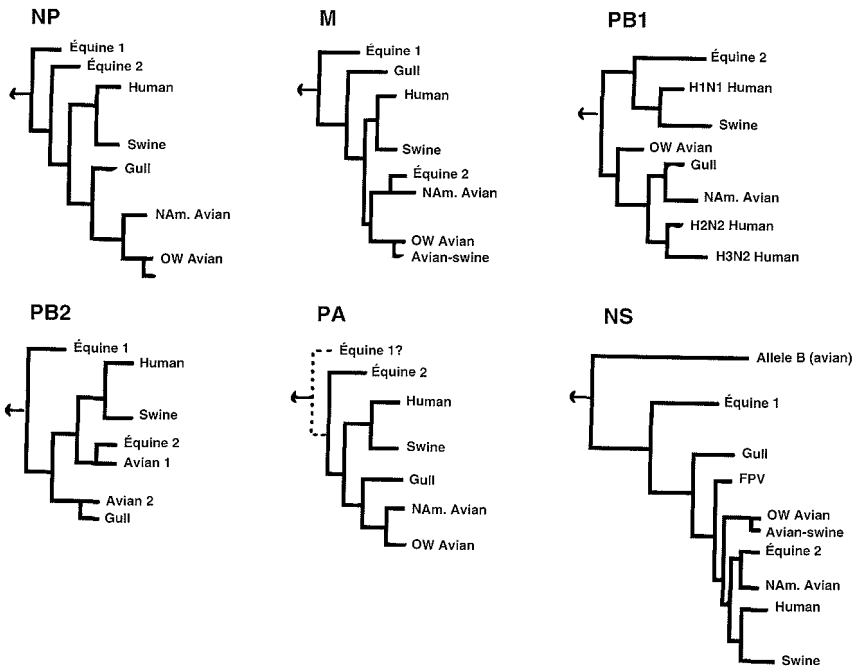 NP
Équine 1
Équine 2
Human
Swine
Gull
NAm. Avian
OW Avian
M
Équine 1
Gull
Human
Swine
Équine 2
NAm. Avian
OW Avian
Avian-swine
PB1
Équine 2
H1N1 Human
Swine
OW Avian
Gull
NAm. Avian
H2N2 Human
H3N2 Human
PB2
Équine 1
Human
Swine
Équine 2
Avian 1
Avian 2
Gull
PA
Équine 1?
Équine 2
Human
Swine
Gull
NAm. Avian
OW Avian
NS
Allele B (avian)
Équine 1
Gull
FPV
OW Avian
Avian-swine
Équine 2
NAm. Avian
Human
Swine